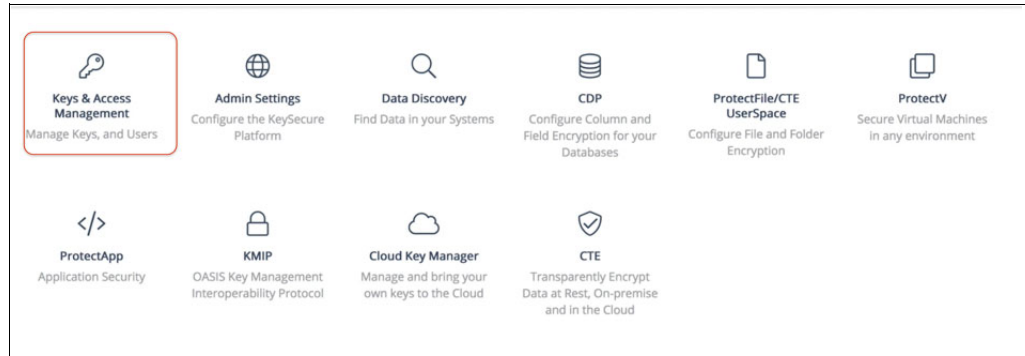 Keys & Access
Management
Manage Keys, and Users
Admin Settings
Configure the KeySecure
Platform
Data Discovery
Find Data in your Systems
CDP
Configure Column and
Field Encryption for your
Databases
ProtectFile/CTE
UserSpace
Configure File and Folder
Encryption
ProtectV
Secure Virtual Machines
in any environment
</>
ProtectApp
Application Security
KMIP
OASIS Key Management
Interoperability Protocol
Cloud Key Manager
Manage and bring your
own keys to the Cloud
CTE
Transparently Encrypt
Data at Rest, On-premise
and in the Cloud